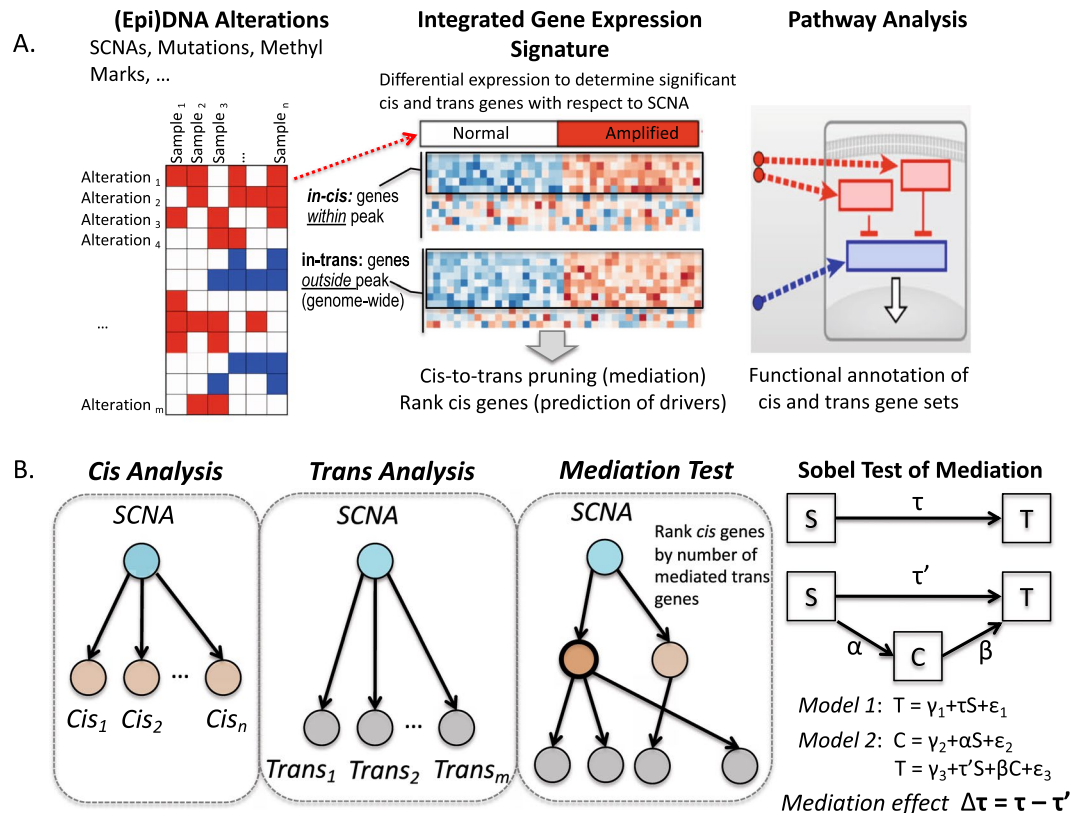 A.
(Epi)DNA Alterations
SCNAs, Mutations, Methyl
Marks, …
Sample 1
Sample 2
Sample 3
...
Sample n
Alteration 1
Alteration 2
Alteration 3
Alteration 4
...
Alteration m
Integrated Gene Expression
Signature
Differential expression to determine significant
cis and trans genes with respect to SCNA
Normal
Amplified
in-cis: genes
within peak
in-trans: genes
outside peak
(genome-wide)
Cis-to-trans pruning (mediation)
Rank cis genes (prediction of drivers)
Pathway Analysis
Functional annotation of
cis and trans gene sets
B.
Cis Analysis
SCNA
...
Cis1 Cis2 Cisn
Trans Analysis
SCNA
...
Trans1 Trans2 Transm
Mediation Test
SCNA
Rank cis genes
by number of
mediated trans
genes
Sobel Test of Mediation
S τ T
S τ’ T
α C β
Model 1: T = γ1+τS+ε1
Model 2: C = γ2+αS+ε2
T = γ3+τ’S+βC+ε3
Mediation effect Δτ = τ – τ’